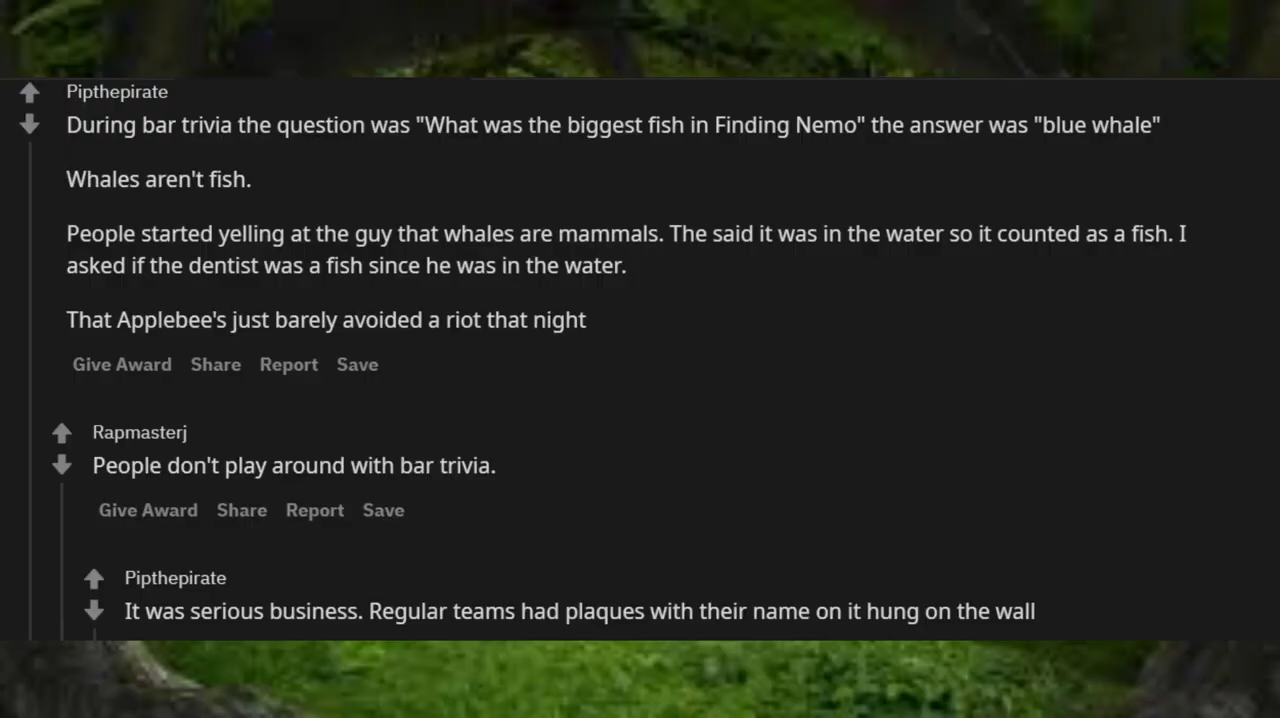 Pipthepirate
During bar trivia the question was "What was the biggest fish in Finding Nemo" the answer was "blue whale"
Whales aren't fish.
People started yelling at the guy that whales are mammals. The said it was in the water so it counted as a fish. I
asked if the dentist was a fish since he was in the water.
That Applebee's just barely avoided a riot that night
Give Award Share Report Save
Rapmasterj
People don't play around with bar trivia.
Give Award Share Report Save
Pipthepirate
It was serious business. Regular teams had plaques with their name on it hung on the wall